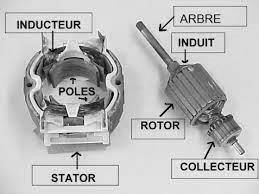 INDUCTEUR
ARBRE
INDUIT
POLES
ROTOR
COLLECTEUR
STATOR